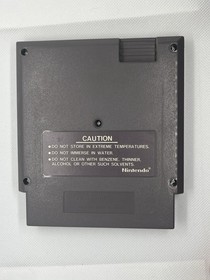 CAUTION
•DO NOT STORE IN EXTREME TEMPERATURES.
•DO NOT IMMERSE IN WATER.
•DO NOT CLEAN WITH BENZENE, THINNER,
ALCOHOL OR OTHER SUCH SOLVENTS.
Nintendo